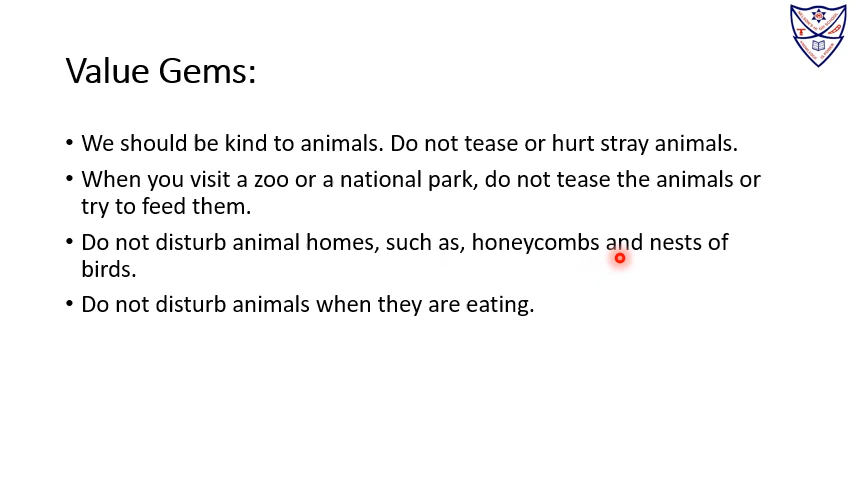 Value Gems:
• We should be kind to animals. Do not tease or hurt stray animals.
• When you visit a zoo or a national park, do not tease the animals or
try to feed them.
• Do not disturb animal homes, such as, honeycombs and nests of
birds.
• Do not disturb animals when they are eating.